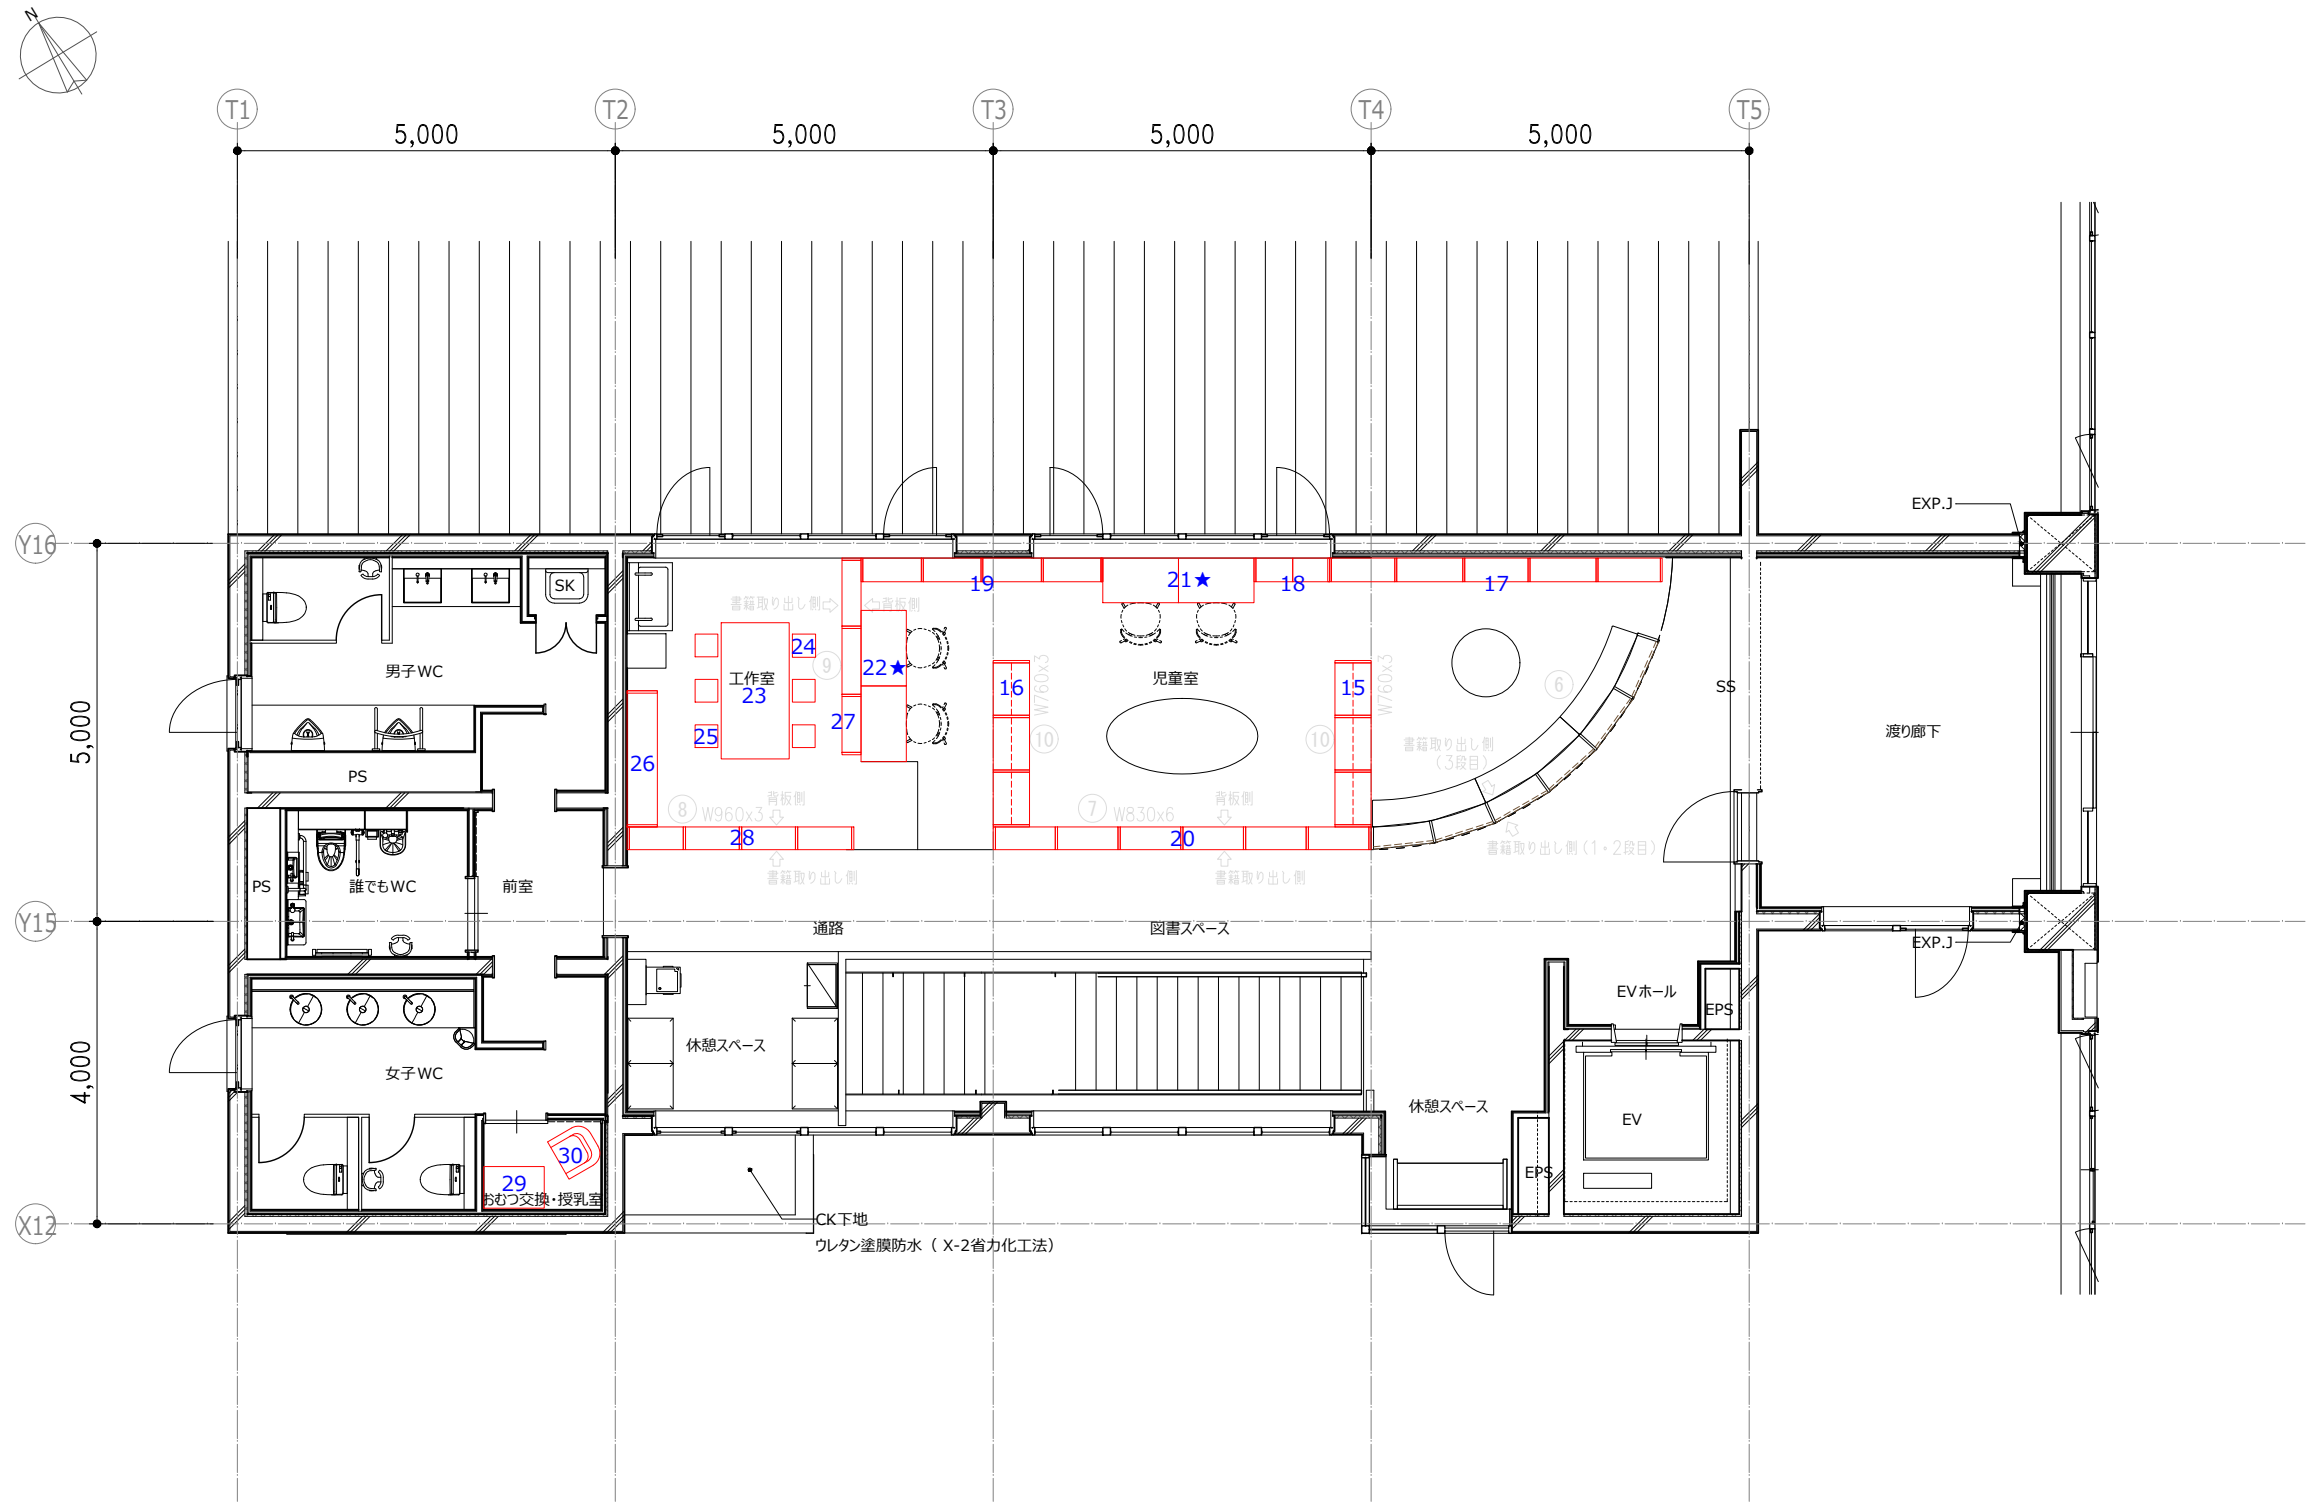 N
T1
T2
T3
T4
T5
5,000
5,000
5,000
5,000
EXP.J
Y16
SK
19
21★
18
17
書籍取り出し側
背板側
24
⑨
22★
男子WC
工作室
23
児童室
16
W760x3
15
W760x3
⑥
SS
27
25
26
⑩
⑩
書籍取り出し側
(3段目)
渡り廊下
5,000
PS
⑧
W960x3
背板側
⑦
W830x6
背板側
28
20
書籍取り出し側(1・2段目)
書籍取り出し側
書籍取り出し側
PS
誰でもWC
前室
Y15
通路
図書スペース
EXP.J
EVホール
EPS
休憩スペース
4,000
女子WC
休憩スペース
EV
30
29
おむつ交換・授乳室
EPS
X12
CK下地
ウレタン塗膜防水( X-2省力化工法)